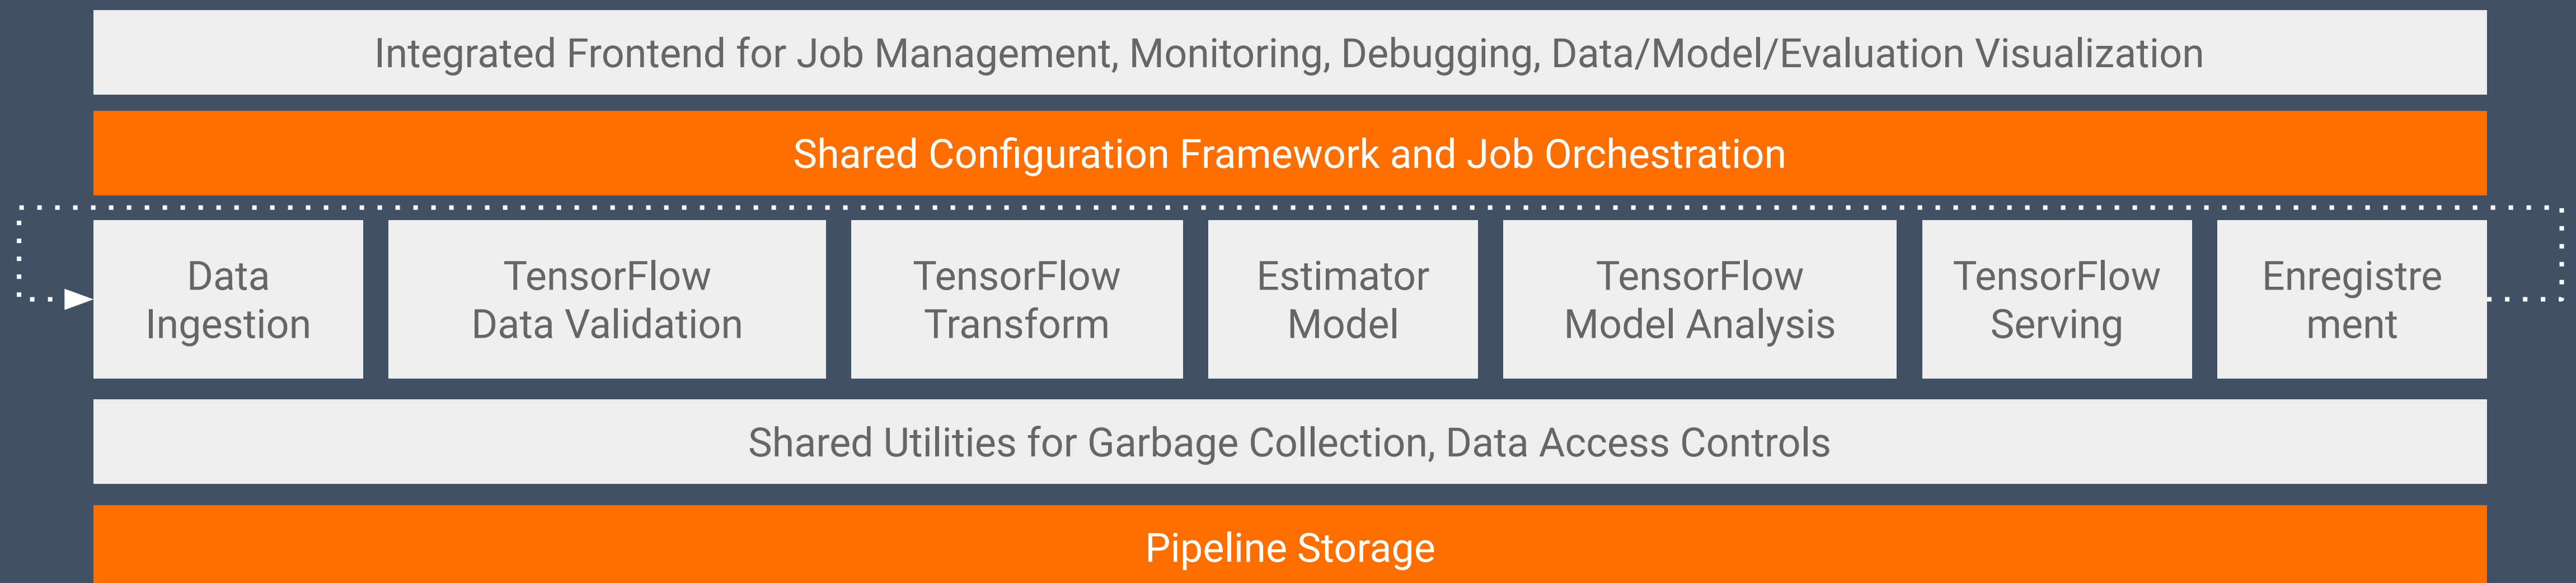 Integrated Frontend for Job Management, Monitoring, Debugging, Data/Model/Evaluation Visualization
Shared Configuration Framework and Job Orchestration
Data
Ingestion
TensorFlow
Data Validation
TensorFlow
Transform
Estimator
Model
TensorFlow
Model Analysis
TensorFlow
Serving
Enregistre
ment
Shared Utilities for Garbage Collection, Data Access Controls
Pipeline Storage